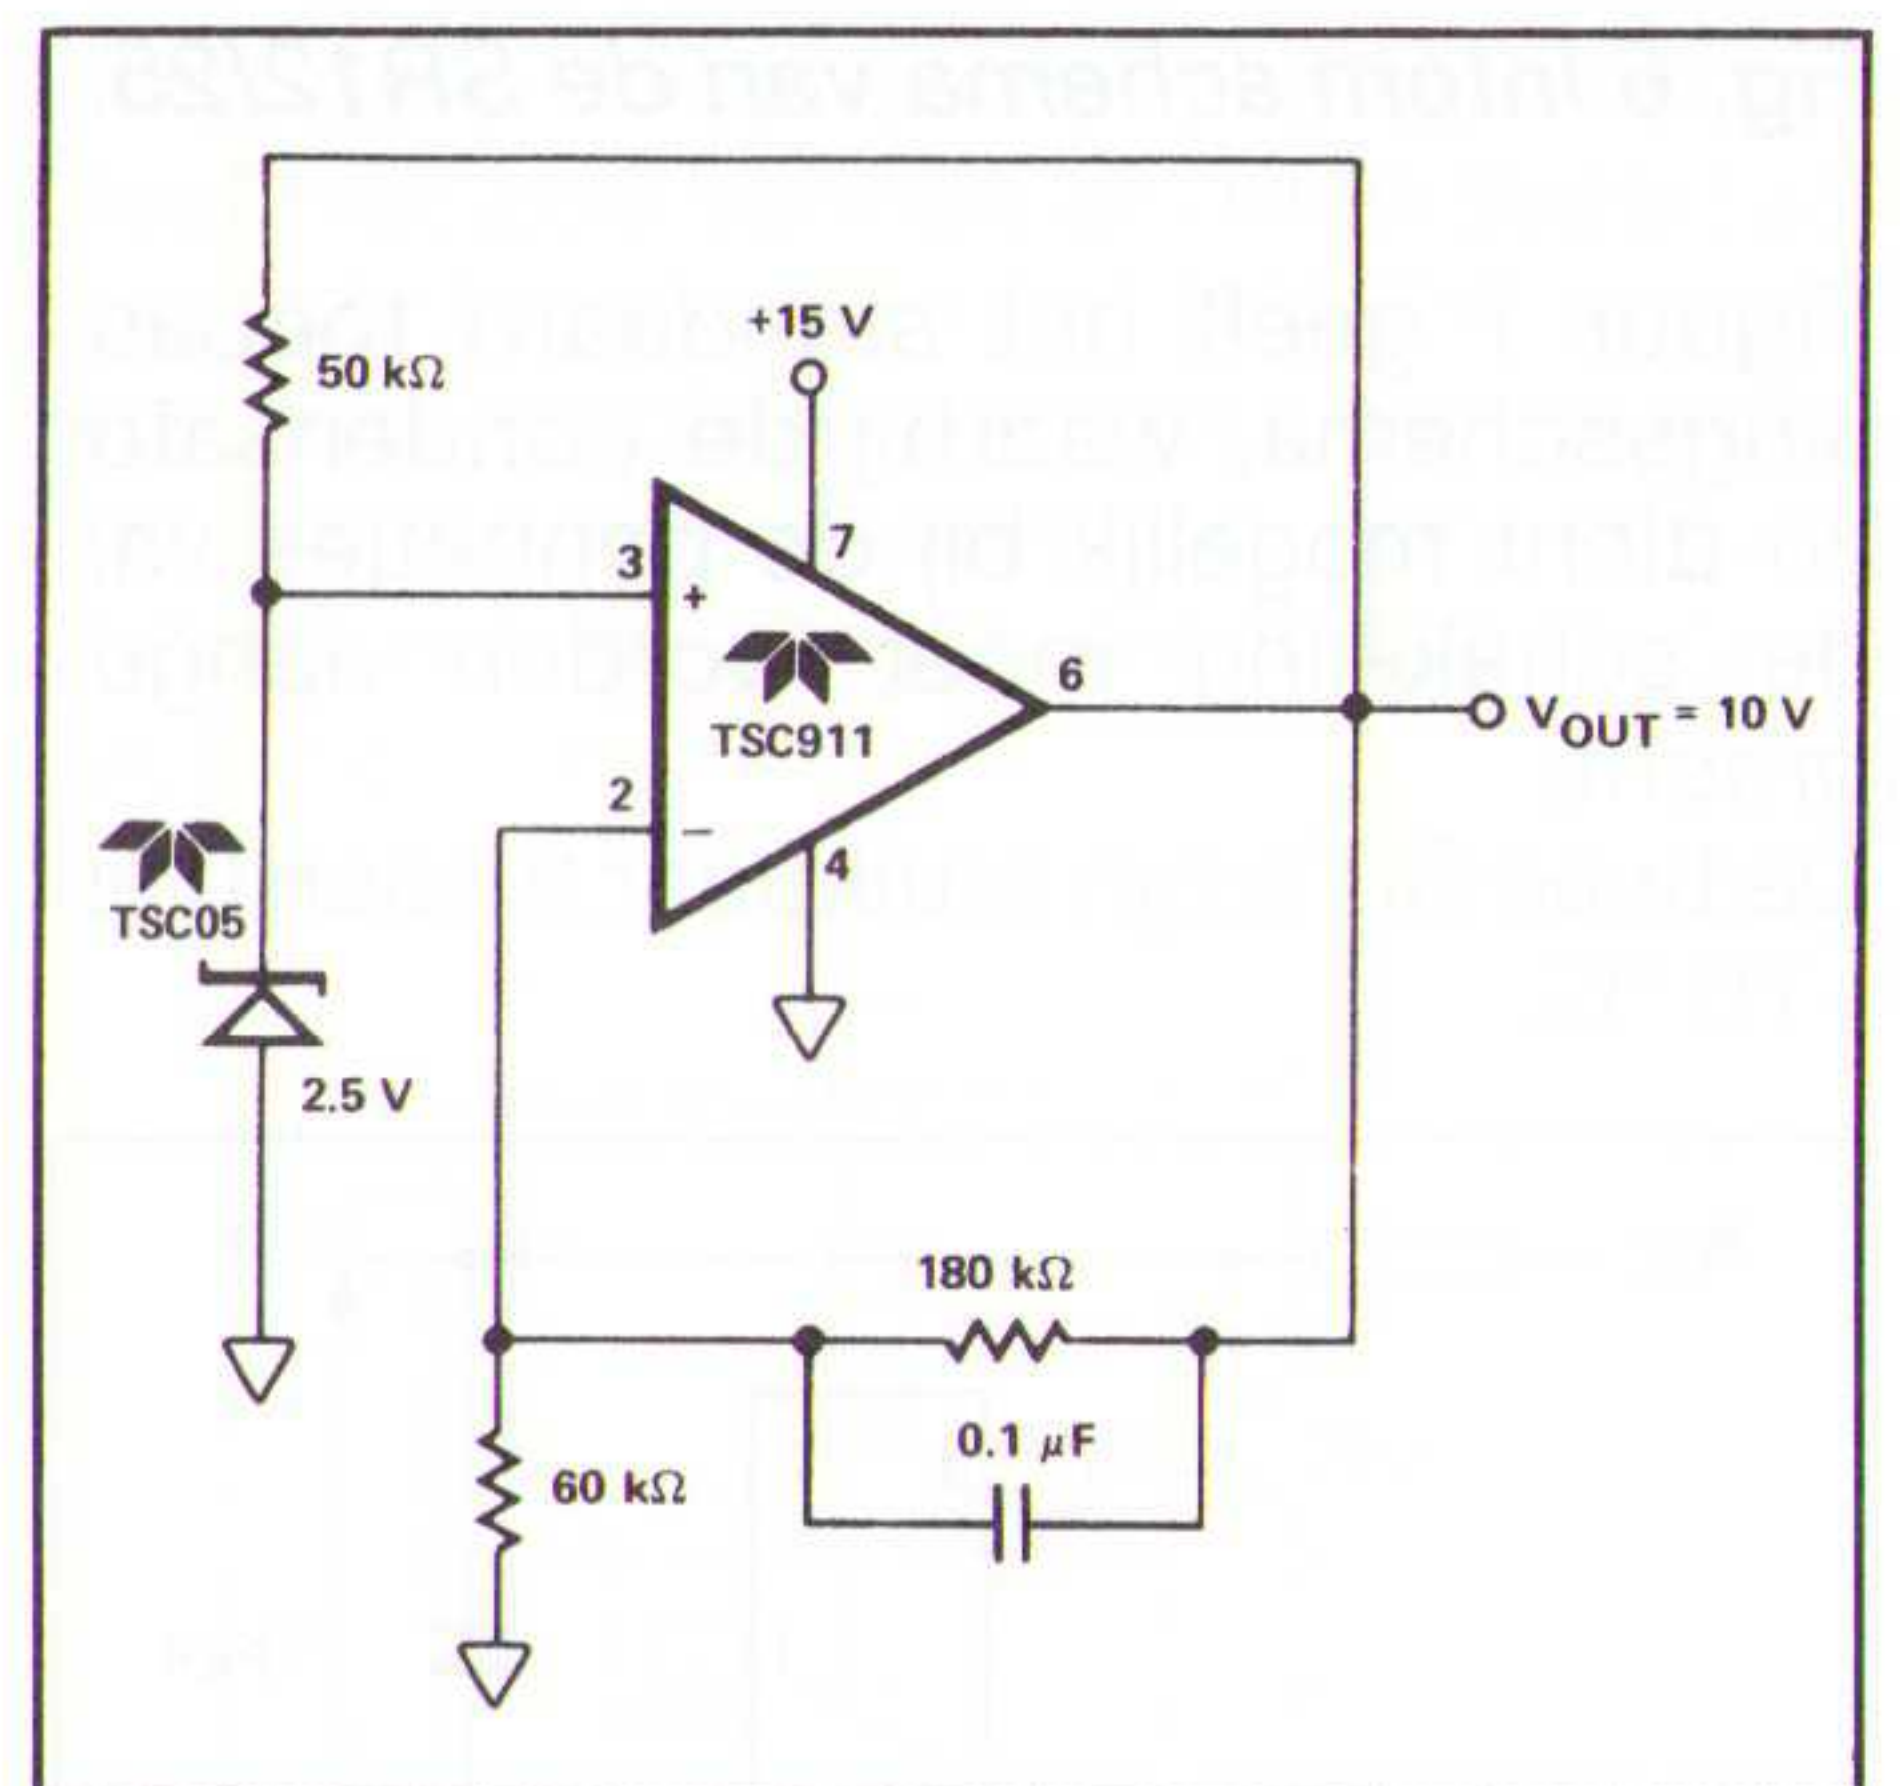 +15 V
50 kΩ
7
3
+
6
TSC911
VOUT = 10 V
2
−
4
TSC05
2.5 V
180 kΩ
0.1 μF
60 kΩ